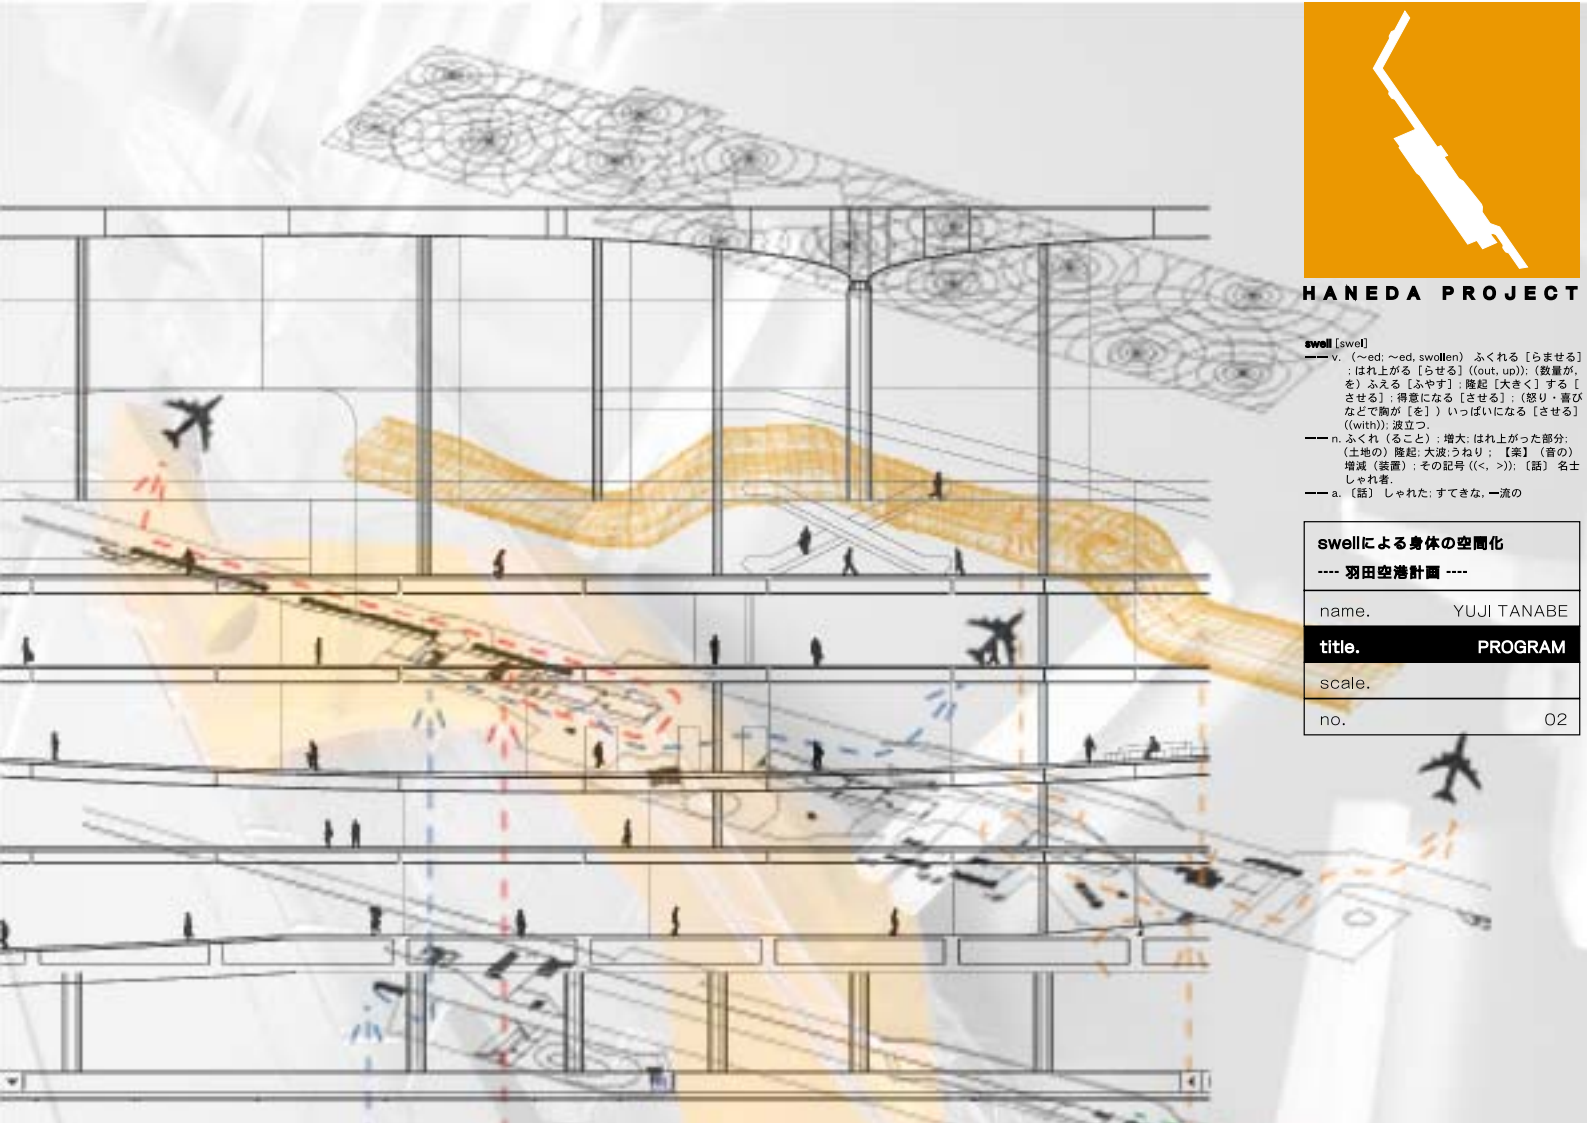 HANEDA PROJECT
swell [swel]
―― v. （～ed; ～ed, swollen） ふくれる［らませる］
; はれ上がる［らせる］((out, up)); （数量が,
を）ふえる［ふやす］; 隆起［大きく］する［
させる］; 得意になる［させる］; （怒り・喜び
などで胸が［を］）いっぱいになる［させる］
((with)); 波立つ.
―― n. ふくれ（ること）; 増大; はれ上がった部分;
（土地の）隆起; 大波;うねり; 【楽】（音の）
増減（装置）; その記号 ((<, >)); 〔話〕 名士
しゃれ者.
―― a. 〔話〕 しゃれた; すてきな, 一流の
swellによる身体の空間化
---- 羽田空港計画 ----
name. YUJI TANABE
title. PROGRAM
scale.
no. 02